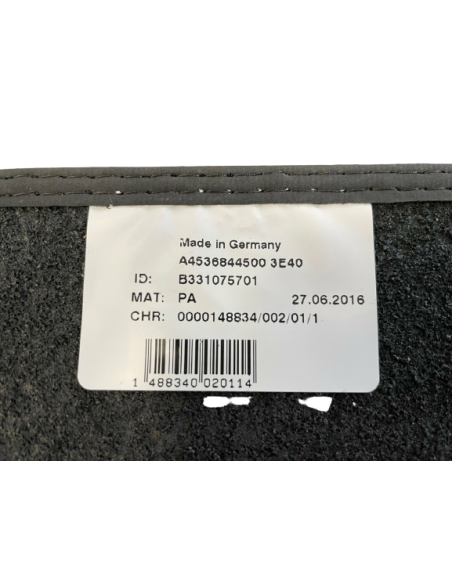 Made in Germany
A4536844500 3E40
ID: B331075701
MAT: PA 27.06.2016
CHR: 0000148834/002/01/1
1 488340 020114